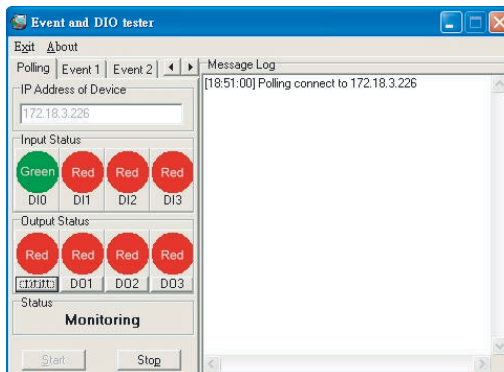 Event and DIO tester
Exit About
Polling Event 1 Event 2
IP Address of Device
172.18.3.226
Input Status
Green Red Red Red
DI0 DI1 DI2 DI3
Output Status
Red Red Red Red
DO1 DO2 DO3
Status
Monitoring
Start Stop
Message Log
[18:51:00] Polling connect to 172.18.3.226